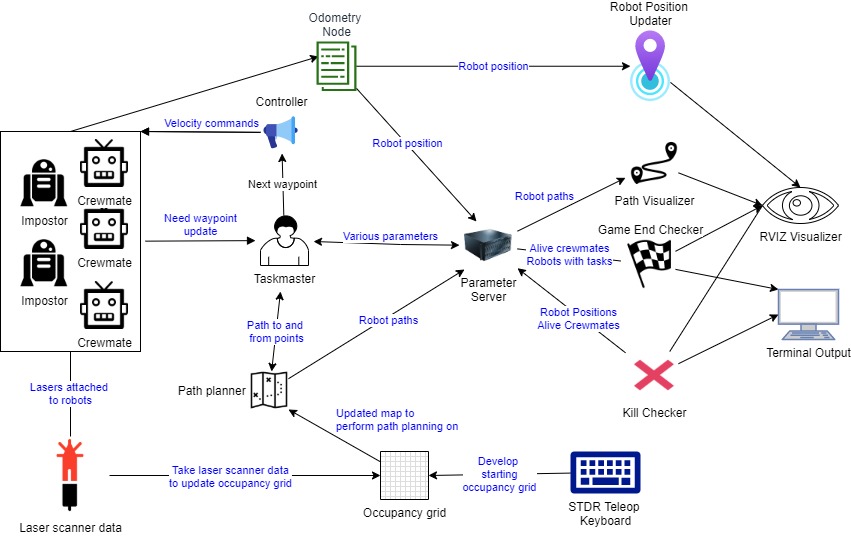 Odometry
Node
Robot Position
Updater
Robot position
Controller
Velocity commands
Robot position
Next waypoint
Crewmate
Impostor
Crewmate
Impostor
Crewmate
Need waypoint
update
Taskmaster
Various parameters
Parameter
Server
Robot paths
Path Visualizer
Game End Checker
Alive crewmates
Robots with tasks
RVIZ Visualizer
Robot Positions
Alive Crewmates
Terminal Output
Kill Checker
Path to and
from points
Robot paths
Path planner
Lasers attached
to robots
Updated map to
perform path planning on
Take laser scanner data
to update occupancy grid
Develop
starting
occupancy grid
Laser scanner data
Occupancy grid
STDR Teleop
Keyboard